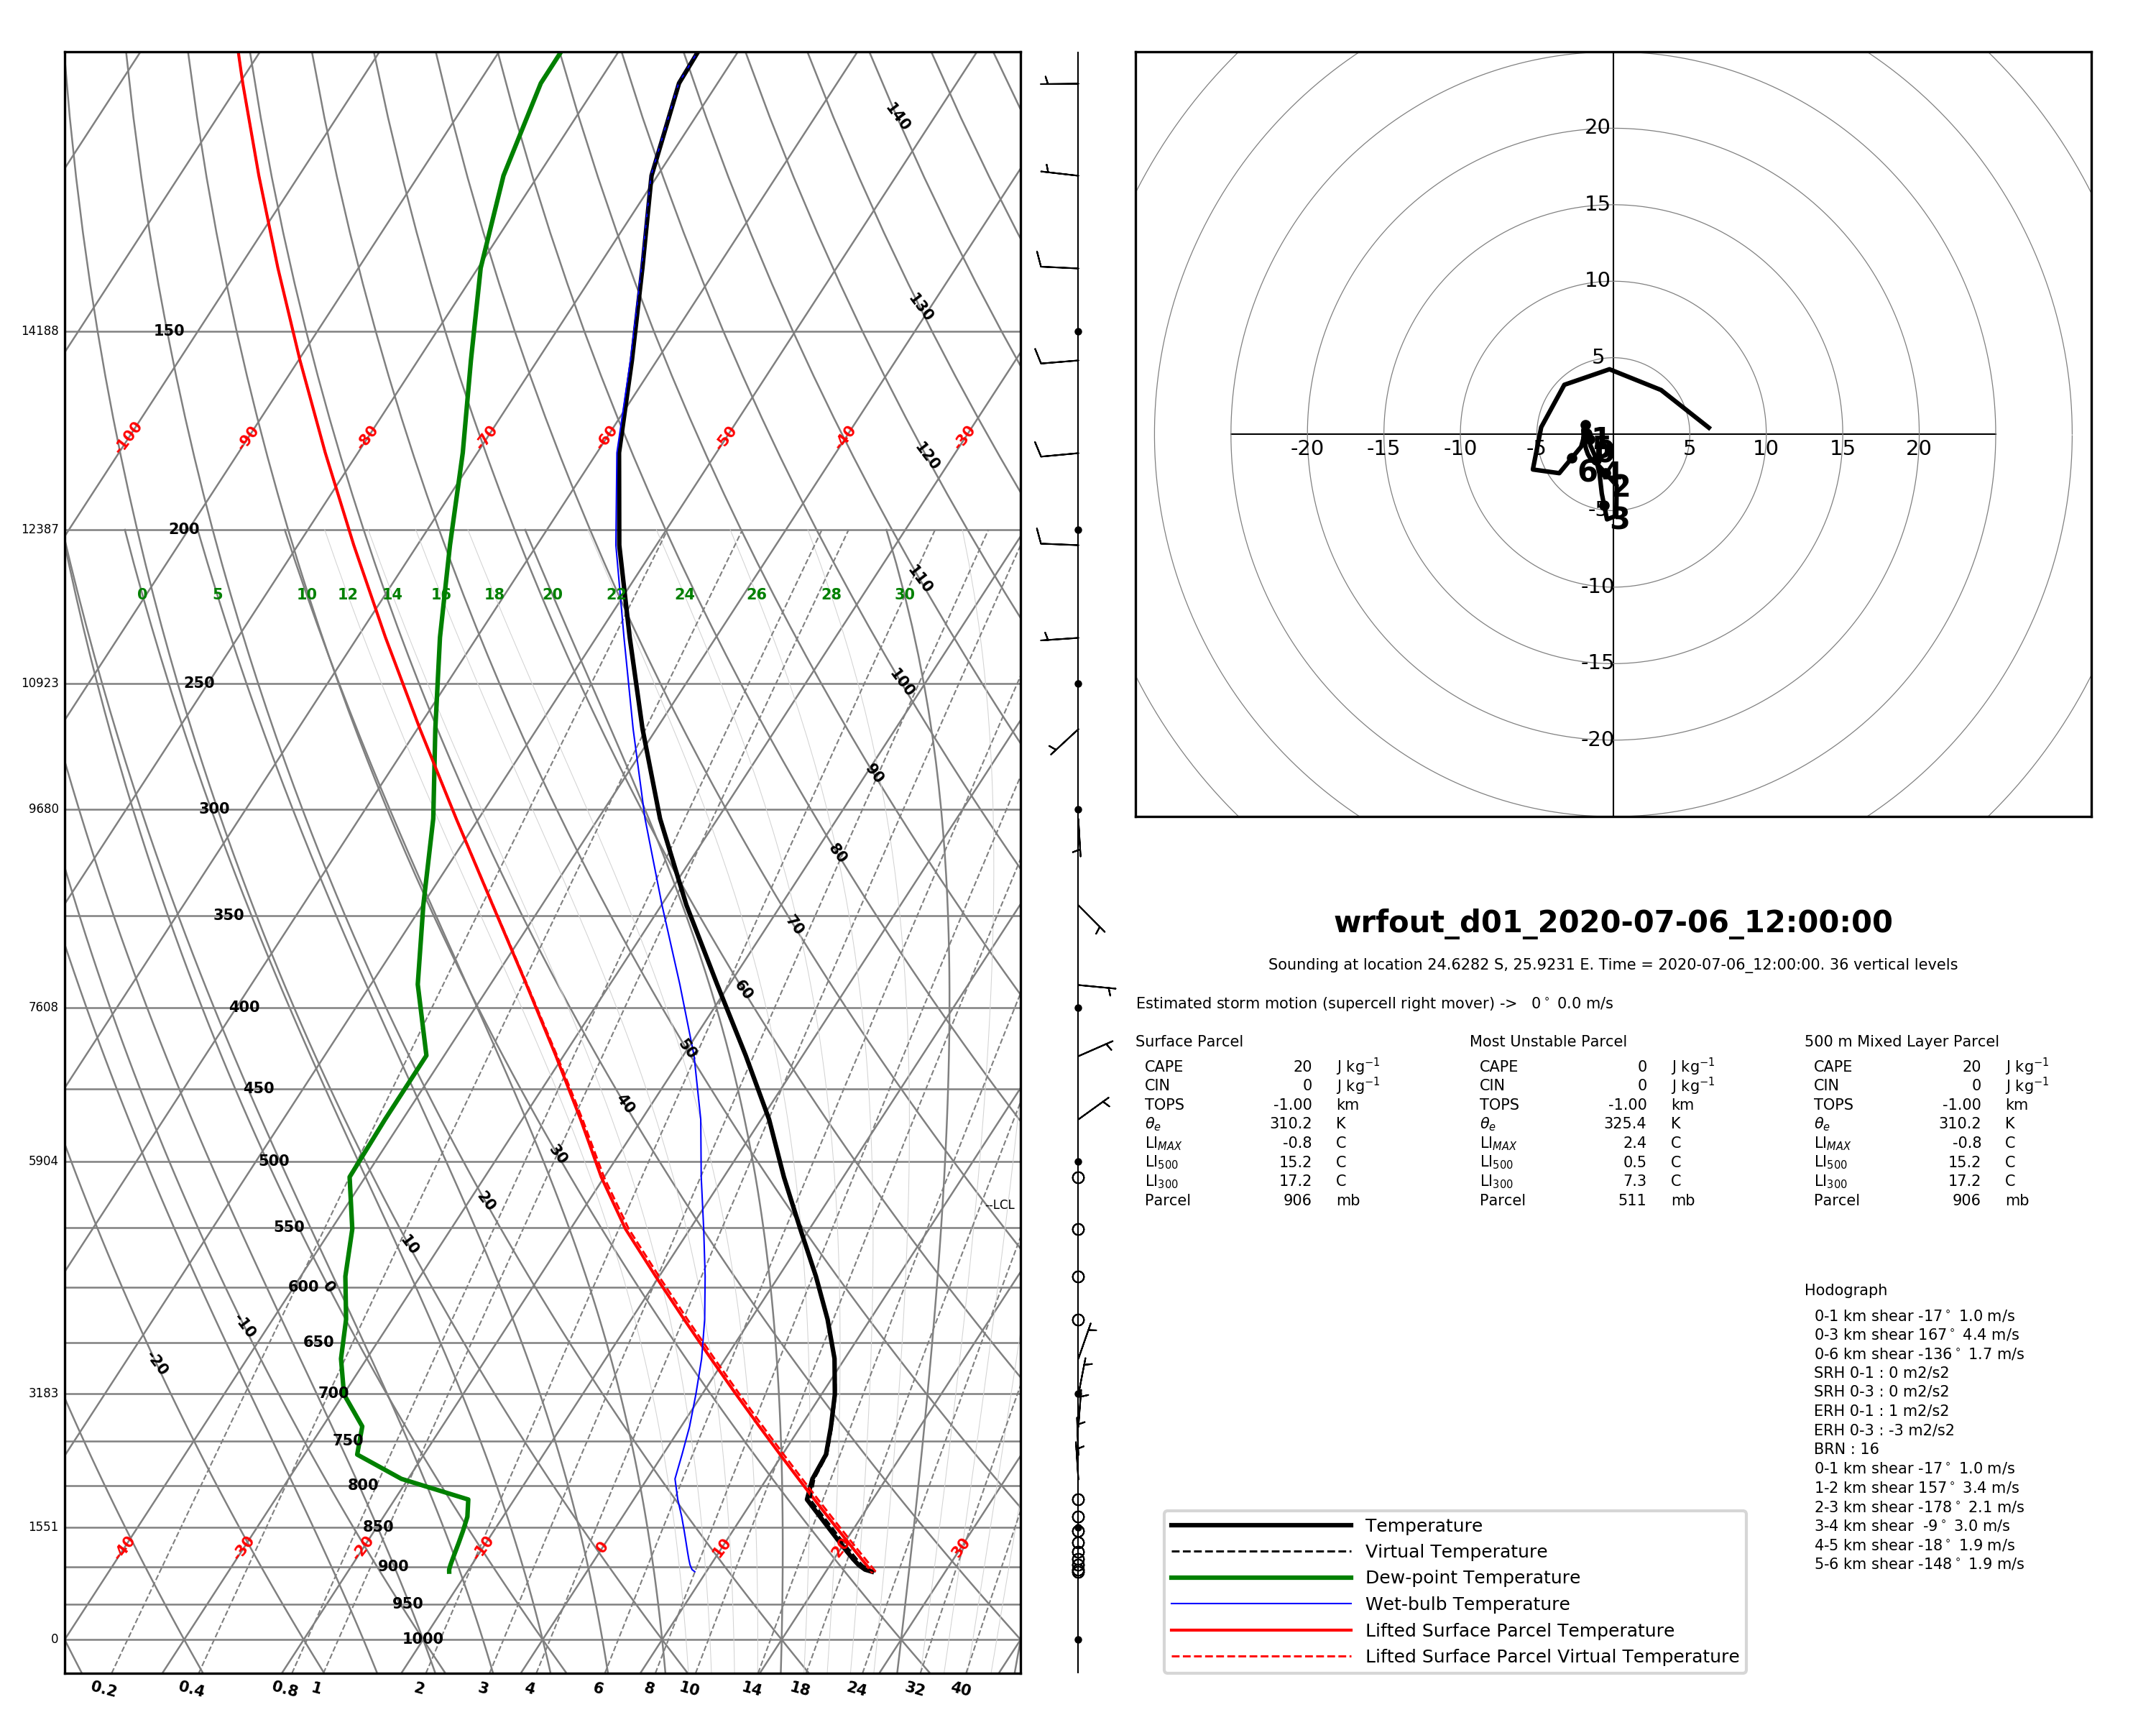 140
130
14188 150
-100 -90 -80 -70 -60 -50 -40 -30
120
12387 200
110
0 5 10 12 14 16 18 20 22 24 26 28 30
10923 250
100
90
9680 300
80
350
70
60
7608 400
50
450
40
30
5904 500
20
--LCL
550
10
600 0
-10
650
-20
3183 700
750
800
1551 850
-40 -30 -20 -10 0 10 20 30
900
950
0 1000
0.2 0.4 0.8 1 2 3 4 6 8 10 14 18 24 32 40
20
15
10
5
-20 -15 -10 -5 5 10 15 20
1
6
2
3
-5
-10
-15
-20
wrfout_d01_2020-07-06_12:00:00
Sounding at location 24.6282 S, 25.9231 E. Time = 2020-07-06_12:00:00. 36 vertical levels
Estimated storm motion (supercell right mover) -> 0° 0.0 m/s
Surface Parcel
CAPE 20 J kg⁻¹
CIN 0 J kg⁻¹
TOPS -1.00 km
θₑ 310.2 K
LI_MAX -0.8 C
LI₅₀₀ 15.2 C
LI₃₀₀ 17.2 C
Parcel 906 mb
Most Unstable Parcel
CAPE 0 J kg⁻¹
CIN 0 J kg⁻¹
TOPS -1.00 km
θₑ 325.4 K
LI_MAX 2.4 C
LI₅₀₀ 0.5 C
LI₃₀₀ 7.3 C
Parcel 511 mb
500 m Mixed Layer Parcel
CAPE 20 J kg⁻¹
CIN 0 J kg⁻¹
TOPS -1.00 km
θₑ 310.2 K
LI_MAX -0.8 C
LI₅₀₀ 15.2 C
LI₃₀₀ 17.2 C
Parcel 906 mb
Hodograph
0-1 km shear -17° 1.0 m/s
0-3 km shear 167° 4.4 m/s
0-6 km shear -136° 1.7 m/s
SRH 0-1 : 0 m2/s2
SRH 0-3 : 0 m2/s2
ERH 0-1 : 1 m2/s2
ERH 0-3 : -3 m2/s2
BRN : 16
0-1 km shear -17° 1.0 m/s
1-2 km shear 157° 3.4 m/s
2-3 km shear -178° 2.1 m/s
3-4 km shear -9° 3.0 m/s
4-5 km shear -18° 1.9 m/s
5-6 km shear -148° 1.9 m/s
Temperature
Virtual Temperature
Dew-point Temperature
Wet-bulb Temperature
Lifted Surface Parcel Temperature
Lifted Surface Parcel Virtual Temperature